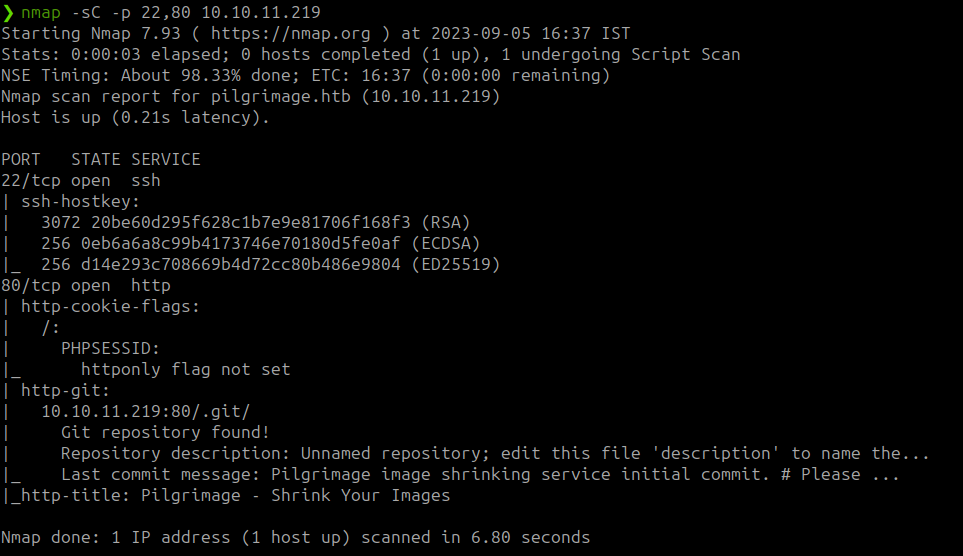 ❯ nmap -sC -p 22,80 10.10.11.219
Starting Nmap 7.93 ( https://nmap.org ) at 2023-09-05 16:37 IST
Stats: 0:00:03 elapsed; 0 hosts completed (1 up), 1 undergoing Script Scan
NSE Timing: About 98.33% done; ETC: 16:37 (0:00:00 remaining)
Nmap scan report for pilgrimage.htb (10.10.11.219)
Host is up (0.21s latency).

PORT   STATE SERVICE
22/tcp open  ssh
| ssh-hostkey:
|   3072 20be60d295f628c1b7e9e81706f168f3 (RSA)
|   256 0eb6a6a8c99b4173746e70180d5fe0af (ECDSA)
|_  256 d14e293c708669b4d72cc80b486e9804 (ED25519)
80/tcp open  http
| http-cookie-flags:
|   /:
|     PHPSESSID:
|_      httponly flag not set
| http-git:
|   10.10.11.219:80/.git/
|     Git repository found!
|     Repository description: Unnamed repository; edit this file 'description' to name the...
|_    Last commit message: Pilgrimage image shrinking service initial commit. # Please ...
|_http-title: Pilgrimage - Shrink Your Images

Nmap done: 1 IP address (1 host up) scanned in 6.80 seconds